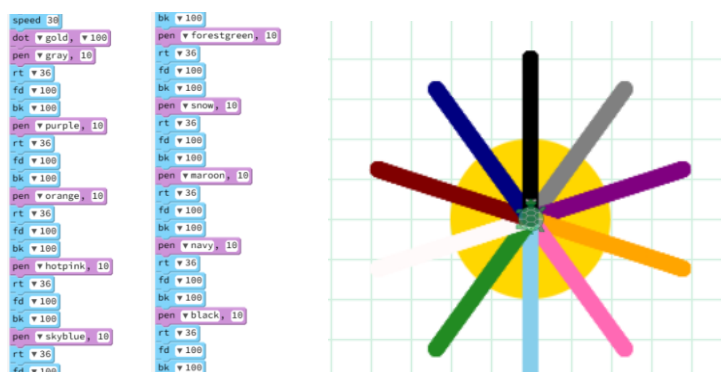 speed 30
dot ▼gold, ▼100
pen ▼gray, 10
rt ▼36
fd ▼100
bk ▼100
pen ▼purple, 10
rt ▼36
fd ▼100
bk ▼100
pen ▼orange, 10
rt ▼36
fd ▼100
bk ▼100
pen ▼hotpink, 10
rt ▼36
fd ▼100
bk ▼100
pen ▼skyblue, 10
rt ▼36
fd ▼100
bk ▼100
pen ▼forestgreen, 10
rt ▼36
fd ▼100
bk ▼100
pen ▼snow, 10
rt ▼36
fd ▼100
bk ▼100
pen ▼maroon, 10
rt ▼36
fd ▼100
bk ▼100
pen ▼navy, 10
rt ▼36
fd ▼100
bk ▼100
pen ▼black, 10
rt ▼36
fd ▼100
bk ▼100